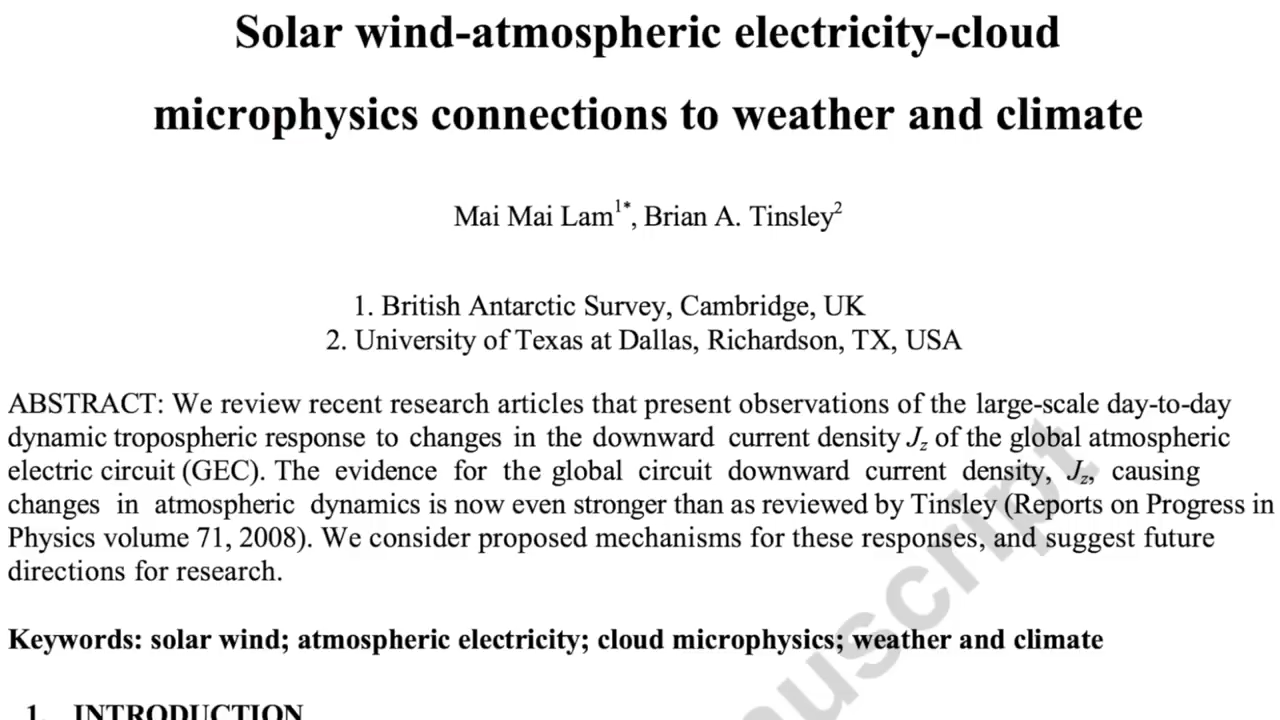 Solar wind-atmospheric electricity-cloud
microphysics connections to weather and climate
Mai Mai Lam1*, Brian A. Tinsley2
1. British Antarctic Survey, Cambridge, UK
2. University of Texas at Dallas, Richardson, TX, USA
ABSTRACT: We review recent research articles that present observations of the large-scale day-to-day
dynamic tropospheric response to changes in the downward current density Jz of the global atmospheric
electric circuit (GEC). The evidence for the global circuit downward current density, Jz, causing
changes in atmospheric dynamics is now even stronger than as reviewed by Tinsley (Reports on Progress in
Physics volume 71, 2008). We consider proposed mechanisms for these responses, and suggest future
directions for research.
Keywords: solar wind; atmospheric electricity; cloud microphysics; weather and climate
1. INTRODUCTION